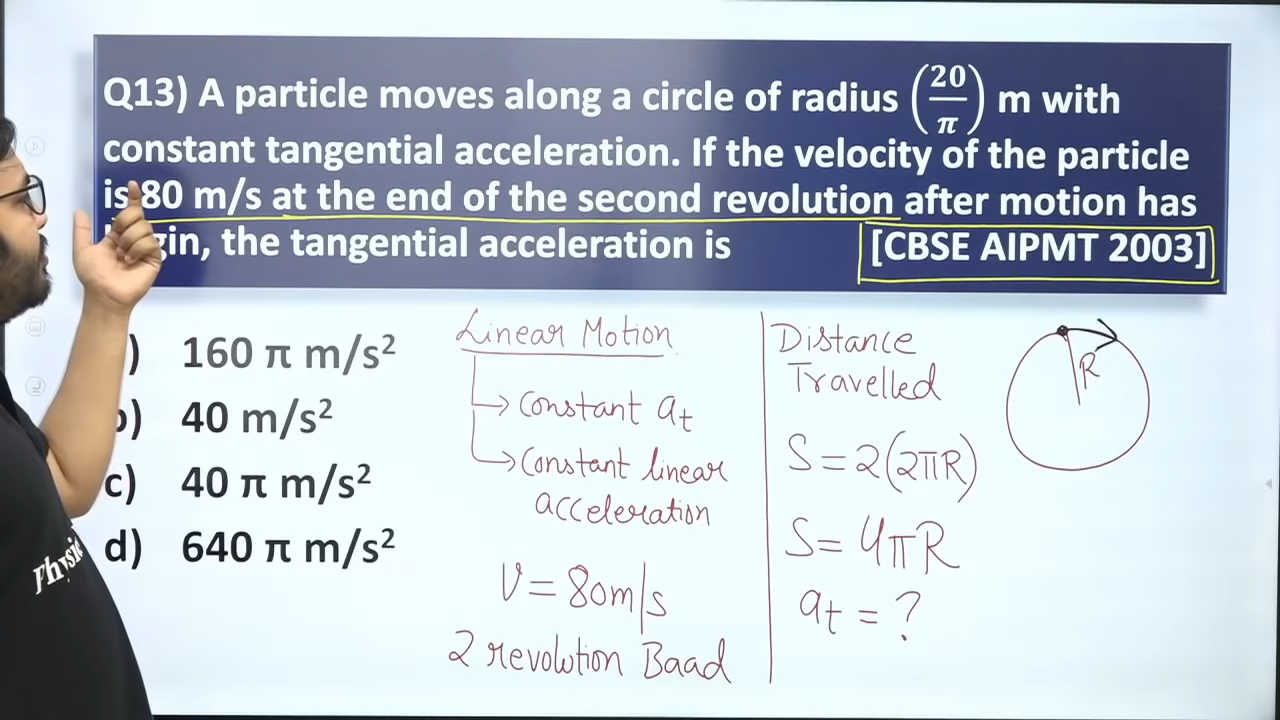 Q13) A particle moves along a circle of radius (20/π) m with
constant tangential acceleration. If the velocity of the particle
is 80 m/s at the end of the second revolution after motion has
the tangential acceleration is [CBSE AIPMT 2003]
) 160 π m/s²
b) 40 m/s²
c) 40 π m/s²
d) 640 π m/s²
Linear Motion
→ Constant at
→ Constant linear
acceleration
V = 80m/s
2 revolution Baad
Distance
Travelled
S = 2(2πR)
S = 4πR
at = ?
R
Physic